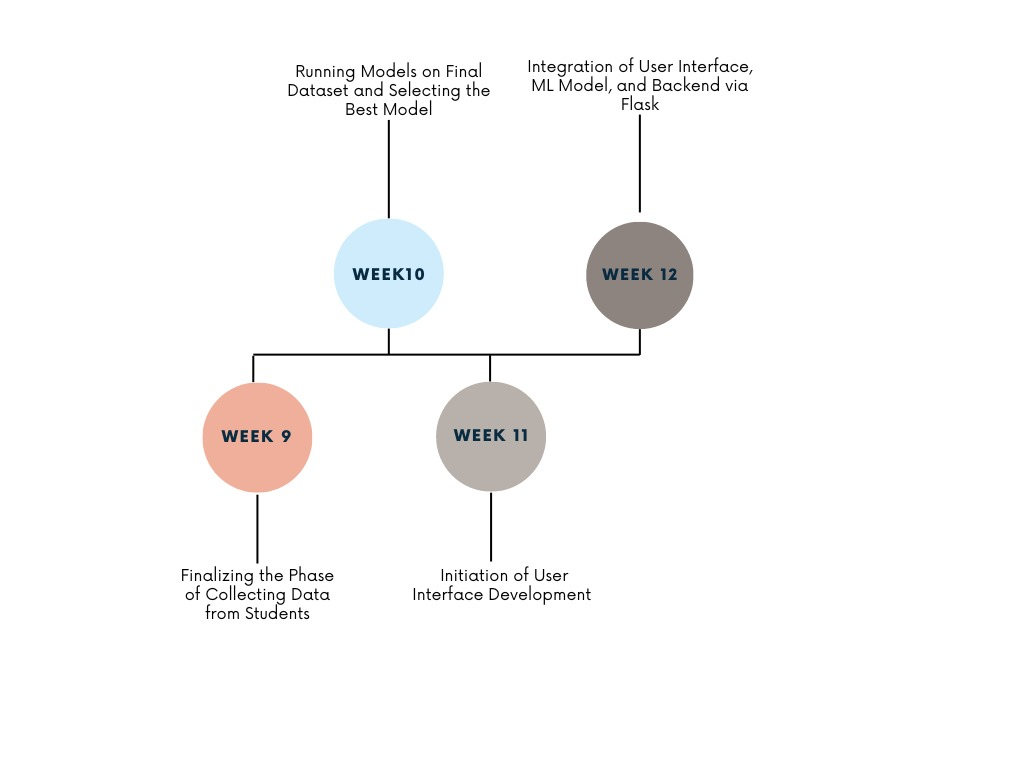 Running Models on Final
Dataset and Selecting the
Best Model
Integration of User Interface,
ML Model, and Backend via
Flask
WEEK10
WEEK 12
WEEK 9
WEEK 11
Finalizing the Phase
of Collecting Data
from Students
Initiation of User
Interface Development